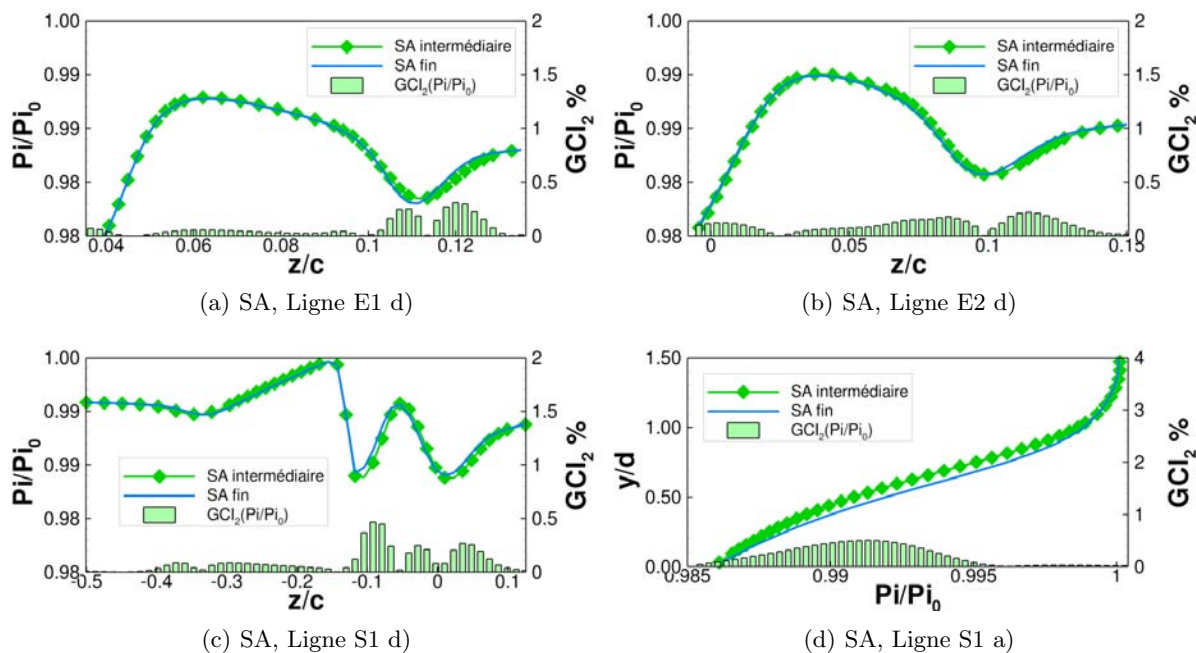 1.00
0.99
0.99
0.98
0.98
Pi/Pi₀
2
1.5
1
0.5
0
GCI₂ %
SA intermédiaire
SA fin
GCI₂(Pi/Pi₀)
0.04
0.06
0.08
0.1
0.12
z/c
(a) SA, Ligne E1 d)
1.00
0.99
0.99
0.98
0.98
Pi/Pi₀
2
1.5
1
0.5
0
GCI₂ %
SA intermédiaire
SA fin
GCI₂(Pi/Pi₀)
0
0.05
0.1
0.15
z/c
(b) SA, Ligne E2 d)
1.00
0.99
0.99
0.98
0.98
Pi/Pi₀
2
1.5
1
0.5
0
GCI₂ %
SA intermédiaire
SA fin
GCI₂(Pi/Pi₀)
-0.5
-0.4
-0.3
-0.2
-0.1
0
0.1
z/c
(c) SA, Ligne S1 d)
1.50
1.00
0.50
0.00
y/d
4
3
2
1
0
GCI₂ %
SA intermédiaire
SA fin
GCI₂(Pi/Pi₀)
0.985
0.99
0.995
1
Pi/Pi₀
(d) SA, Ligne S1 a)